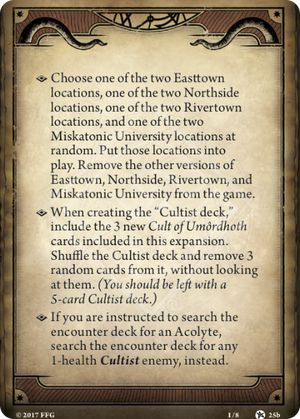 Choose one of the two Easttown
locations, one of the two Northside
locations, one of the two Rivertown
locations, and one of the two
Miskatonic University locations at
random. Put those locations into
play. Remove the other versions of
Easttown, Northside, Rivertown, and
Miskatonic University from the game.
When creating the “Cultist deck,”
include the 3 new Cult of Umôrdhoth
cards included in this expansion.
Shuffle the Cultist deck and remove 3
random cards from it, without looking
at them. (You should be left with a
5-card Cultist deck.)
If you are instructed to search the
encounter deck for an Acolyte,
search the encounter deck for any
1-health Cultist enemy, instead.
© 2017 FFG 1/8 25b